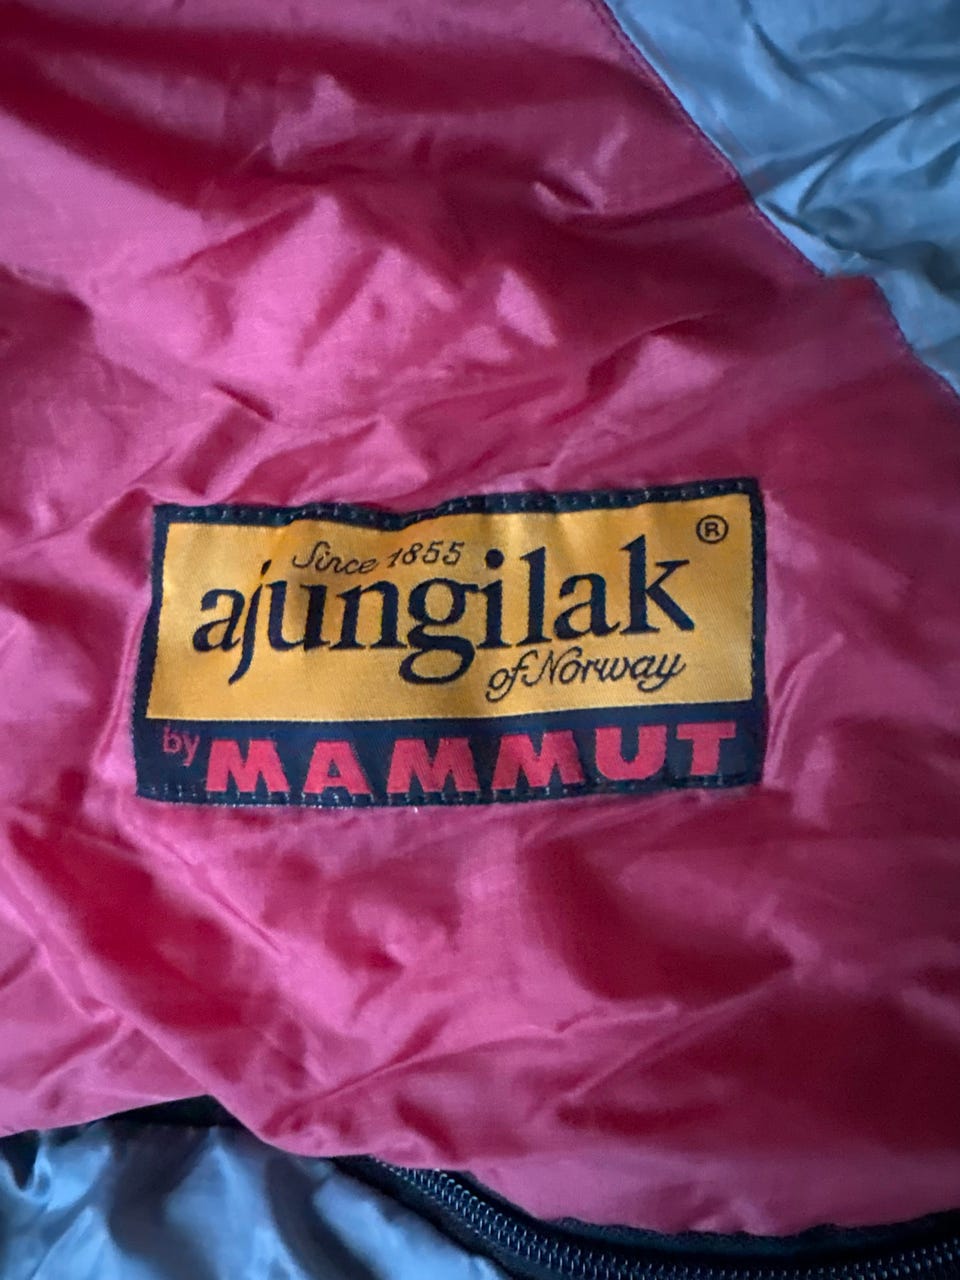 Since 1855
ajungilak®
of Norway
by MAMMUT